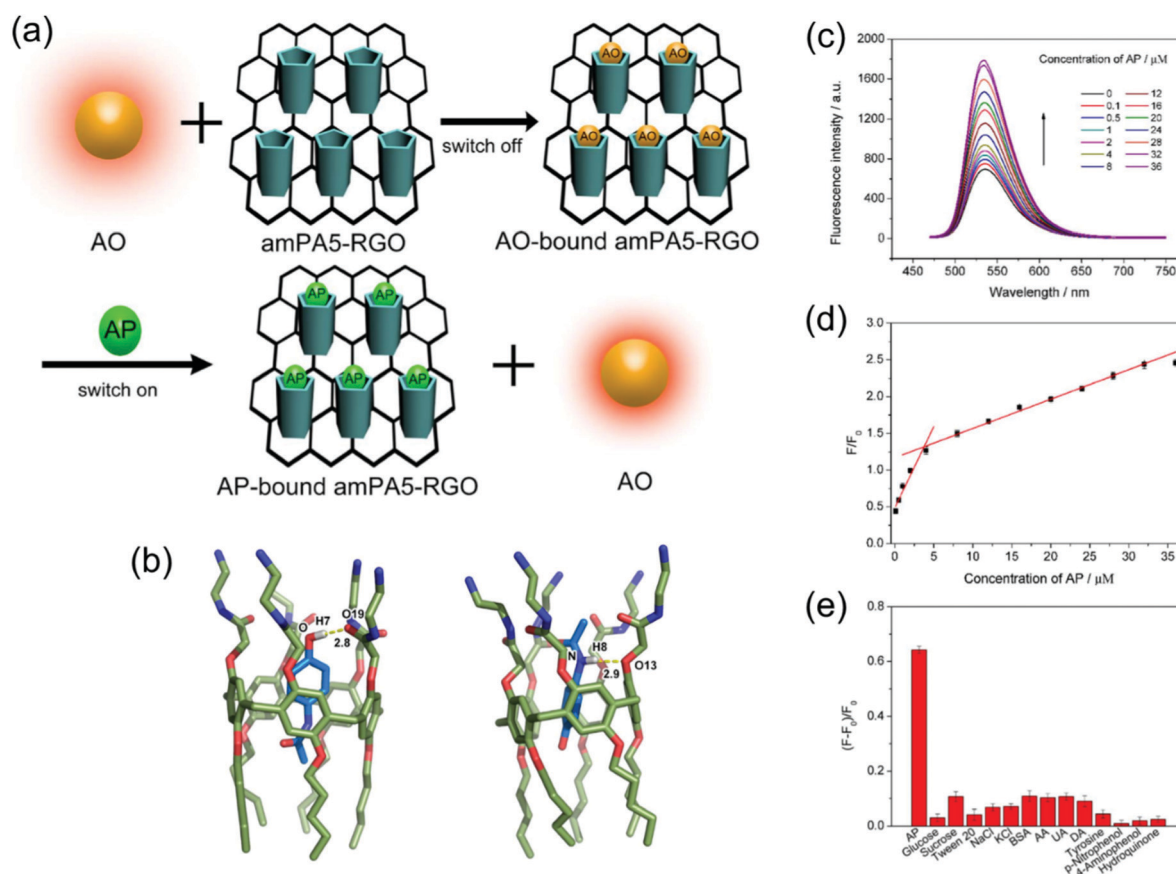 (a)
AO
+
amPA5-RGO
switch off
AO AO
AO AO AO
AO-bound amPA5-RGO
AP
switch on
AP AP
AP AP AP
AP-bound amPA5-RGO
+
AO
(b)
O H7 O19
2.8
N H8
2.9 O13
(c)
Fluorescence intensity / a.u.
2000
1600
1200
800
400
0
Concentration of AP / μM
0 12
0.1 16
0.5 20
1 24
2 28
4 32
8 36
450 500 550 600 650 700 750
Wavelength / nm
(d)
F/F0
3.0
2.5
2.0
1.5
1.0
0.5
0.0
0 5 10 15 20 25 30 35
Concentration of AP / μM
(e)
(F-F0)/F0
0.8
0.6
0.4
0.2
0.0
AP
Glucose
Sucrose
Tween 20
NaCl
KCl
BSA
AA
UA
DA
Tyrosine
p-Nitrophenol
4-Aminophenol
Hydroquinone